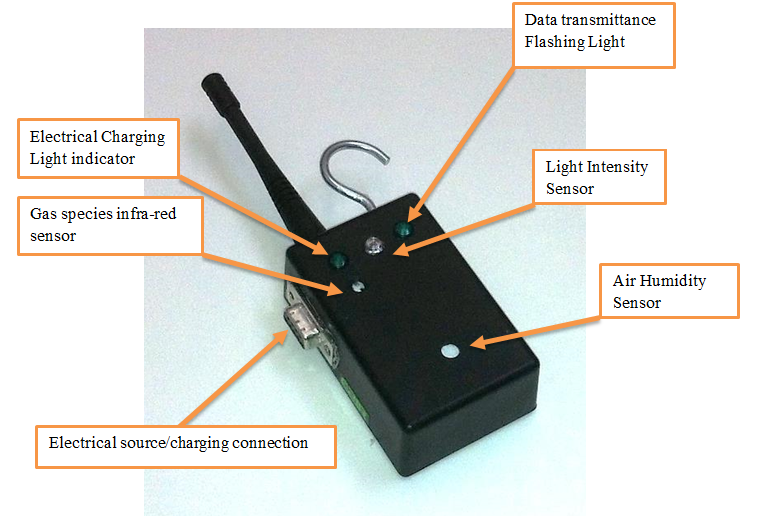 Data transmittance
Flashing Light
Electrical Charging
Light indicator
Light Intensity
Sensor
Gas species infra-red
sensor
Air Humidity
Sensor
Electrical source/charging connection